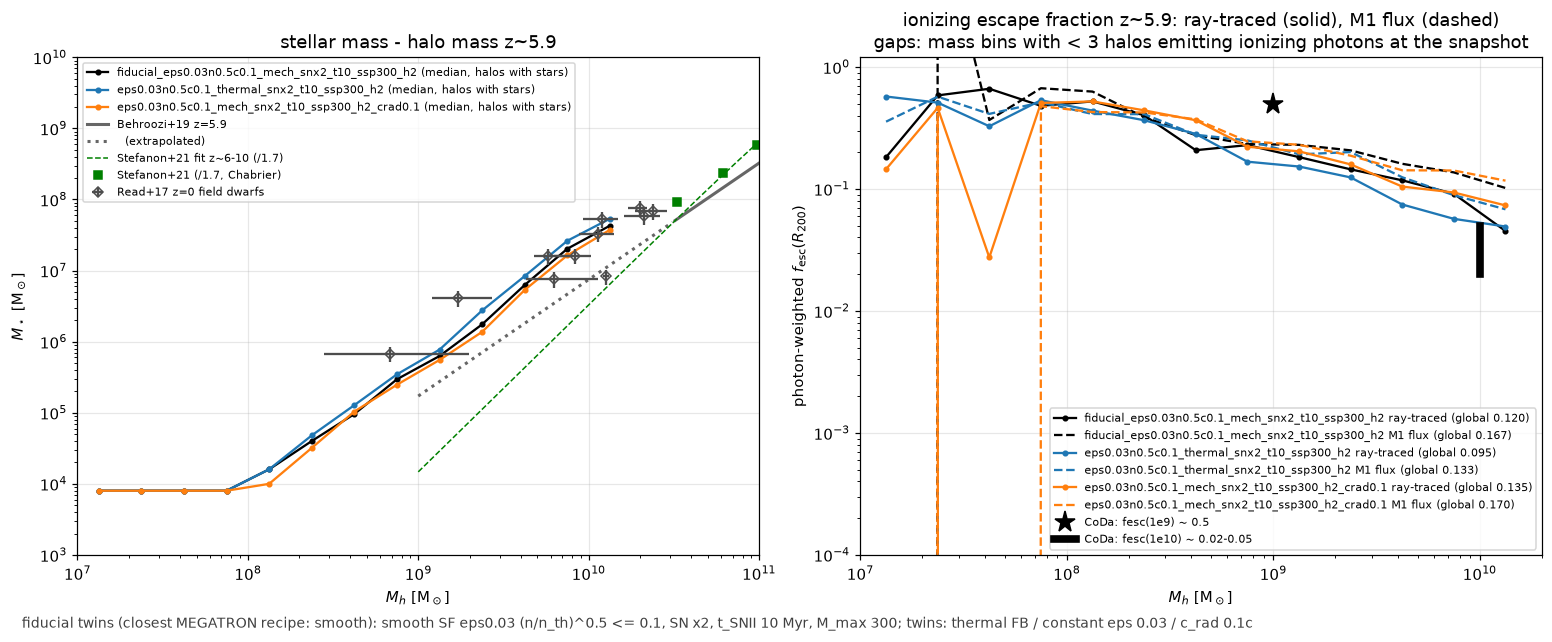 stellar mass - halo mass z~5.9
10^10
10^9
10^8
10^7
10^6
10^5
10^4
10^3
M⋆ [M⊙]
fiducial_eps0.03n0.5c0.1_mech_snx2_t10_ssp300_h2 (median, halos with stars)
eps0.03n0.5c0.1_thermal_snx2_t10_ssp300_h2 (median, halos with stars)
eps0.03n0.5c0.1_mech_snx2_t10_ssp300_h2_crad0.1 (median, halos with stars)
Behroozi+19 z=5.9
(extrapolated)
Stefanon+21 fit z~6-10 (/1.7)
Stefanon+21 (/1.7, Chabrier)
Read+17 z=0 field dwarfs
10^7
10^8
10^9
10^10
10^11
M_h [M⊙]
ionizing escape fraction z~5.9: ray-traced (solid), M1 flux (dashed)
gaps: mass bins with < 3 halos emitting ionizing photons at the snapshot
10^0
10^−1
10^−2
10^−3
10^−4
photon-weighted f_esc(R_200)
fiducial_eps0.03n0.5c0.1_mech_snx2_t10_ssp300_h2 ray-traced (global 0.120)
fiducial_eps0.03n0.5c0.1_mech_snx2_t10_ssp300_h2 M1 flux (global 0.167)
eps0.03n0.5c0.1_thermal_snx2_t10_ssp300_h2 ray-traced (global 0.095)
eps0.03n0.5c0.1_thermal_snx2_t10_ssp300_h2 M1 flux (global 0.133)
eps0.03n0.5c0.1_mech_snx2_t10_ssp300_h2_crad0.1 ray-traced (global 0.135)
eps0.03n0.5c0.1_mech_snx2_t10_ssp300_h2_crad0.1 M1 flux (global 0.170)
CoDa: fesc(1e9) ~ 0.5
CoDa: fesc(1e10) ~ 0.02-0.05
10^7
10^8
10^9
10^10
M_h [M⊙]
fiducial twins (closest MEGATRON recipe: smooth): smooth SF eps0.03 (n/n_th)^0.5 <= 0.1, SN x2, t_SNII 10 Myr, M_max 300; twins: thermal FB / constant eps 0.03 / c_rad 0.1c